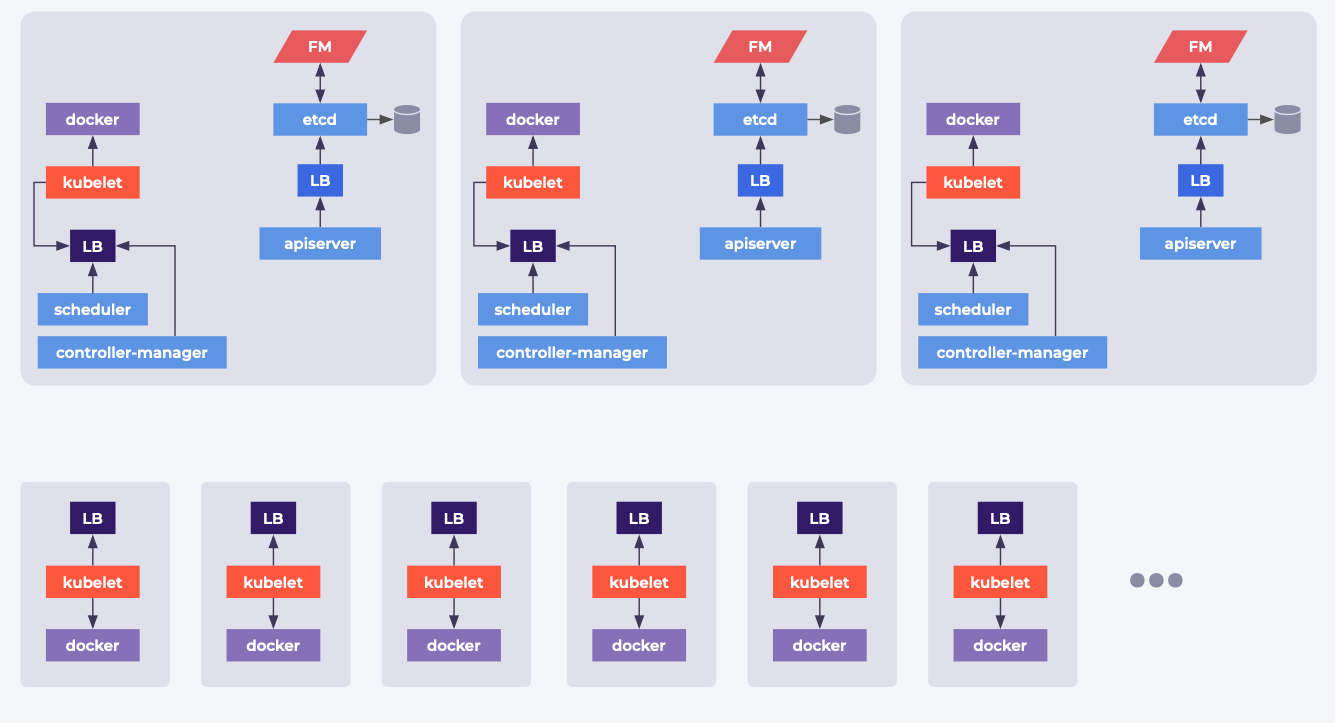 FM
docker
etcd
kubelet
LB
LB
apiserver
scheduler
controller-manager
FM
docker
etcd
kubelet
LB
LB
apiserver
scheduler
controller-manager
FM
docker
etcd
kubelet
LB
LB
apiserver
scheduler
controller-manager
LB
kubelet
docker
LB
kubelet
docker
LB
kubelet
docker
LB
kubelet
docker
LB
kubelet
docker
LB
kubelet
docker